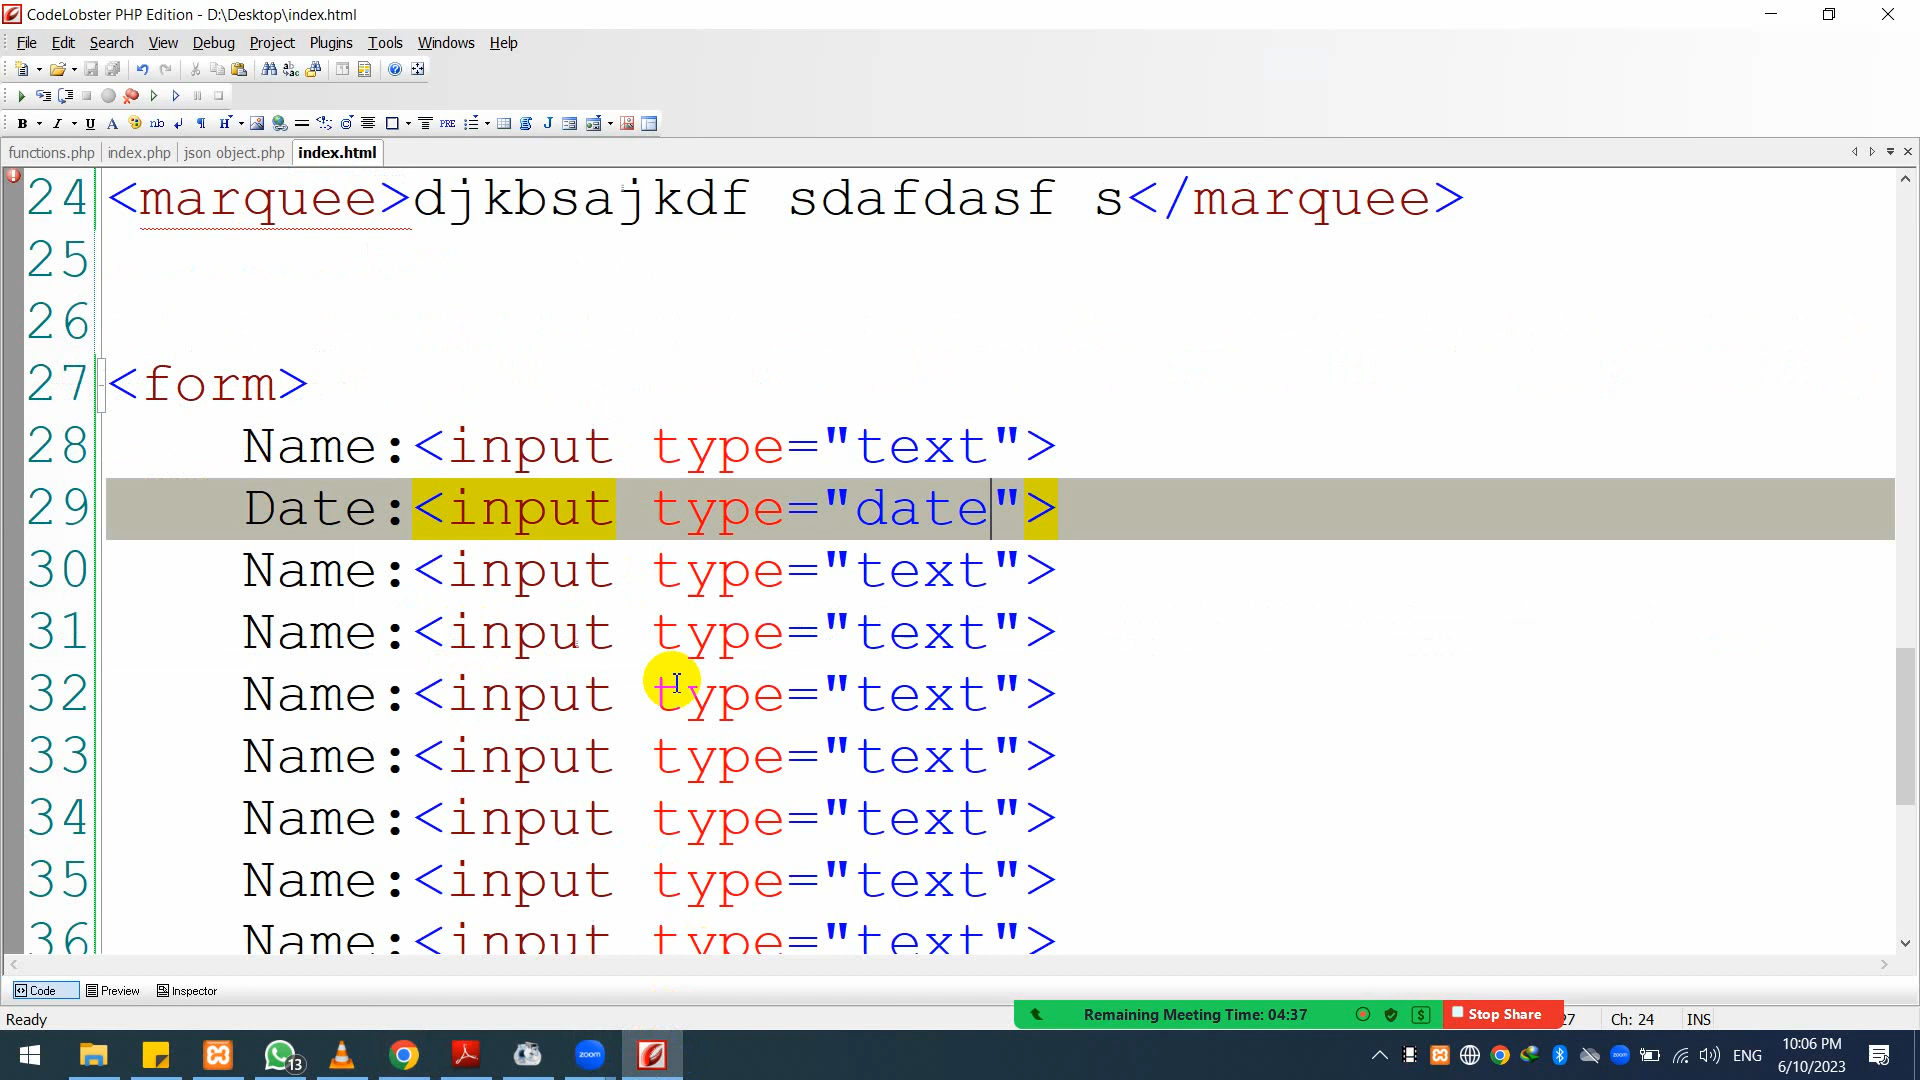 CodeLobster PHP Edition - D:\Desktop\index.html
File Edit Search View Debug Project Plugins Tools Windows Help
functions.php index.php json object.php index.html
24 <marquee>djkbsajkdf sdafdasf s</marquee>
25
26
27 <form>
28 Name:<input type="text">
29 Date:<input type="date">
30 Name:<input type="text">
31 Name:<input type="text">
32 Name:<input type="text">
33 Name:<input type="text">
34 Name:<input type="text">
35 Name:<input type="text">
36 Name:<input type="text">
Code Preview Inspector
Remaining Meeting Time: 04:37 Stop Share
Ready 27 Ch: 24 INS
13 zoom ENG 10:06 PM
6/10/2023